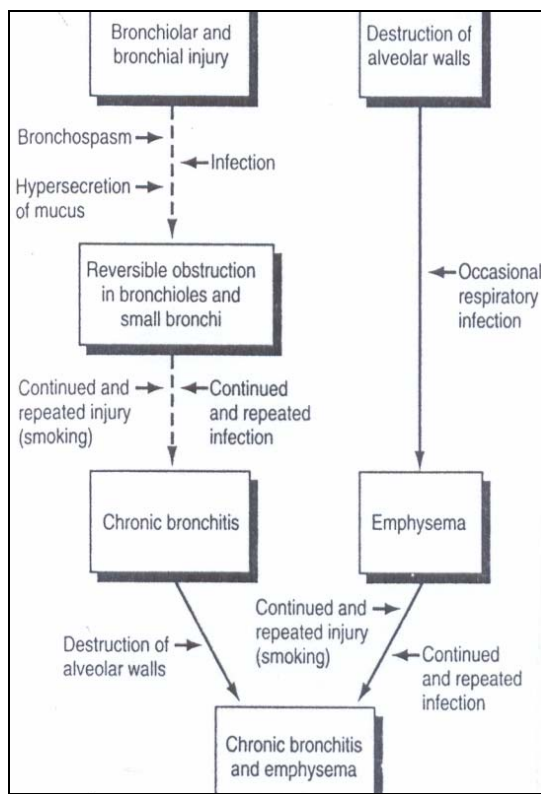 Bronchiolar and
bronchial injury
Destruction of
alveolar walls
Bronchospasm
Infection
Hypersecretion
of mucus
Reversible obstruction
in bronchioles and
small bronchi
Occasional
respiratory
infection
Continued and
repeated injury
(smoking)
Continued
and repeated
infection
Chronic bronchitis
Emphysema
Destruction of
alveolar walls
Continued and
repeated injury
(smoking)
Continued
and repeated
infection
Chronic bronchitis
and emphysema